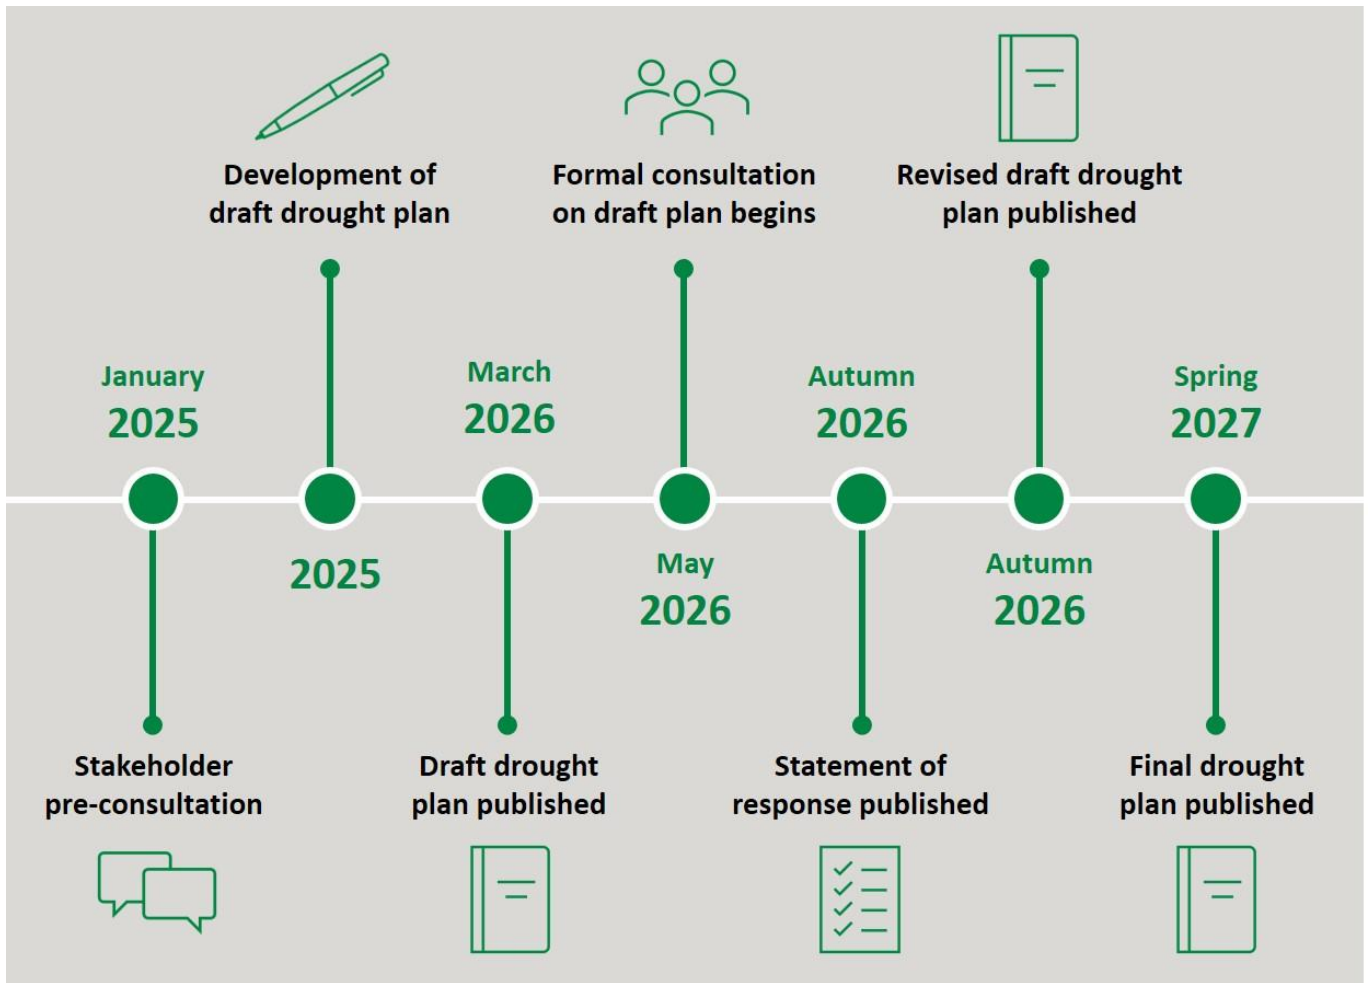 January
2025
Stakeholder
pre-consultation
Development of
draft drought plan
2025
March
2026
Draft drought
plan published
Formal consultation
on draft plan begins
May
2026
Autumn
2026
Statement of
response published
Revised draft drought
plan published
Autumn
2026
Spring
2027
Final drought
plan published